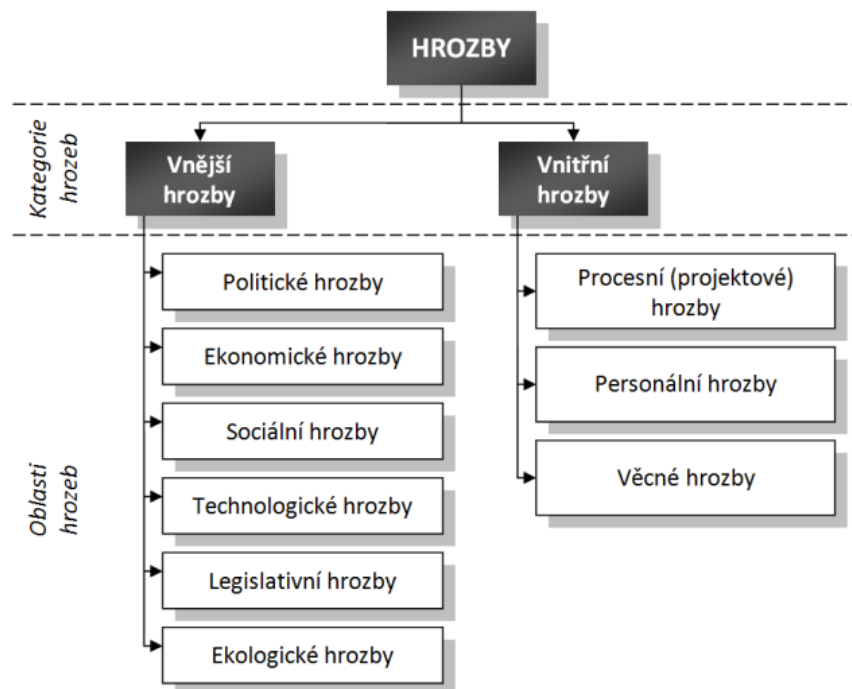 HROZBY
Kategorie
hrozeb
Vnější
hrozby
Vnitřní
hrozby
Oblasti
hrozeb
Politické hrozby
Ekonomické hrozby
Sociální hrozby
Technologické hrozby
Legislativní hrozby
Ekologické hrozby
Procesní (projektové)
hrozby
Personální hrozby
Věcné hrozby